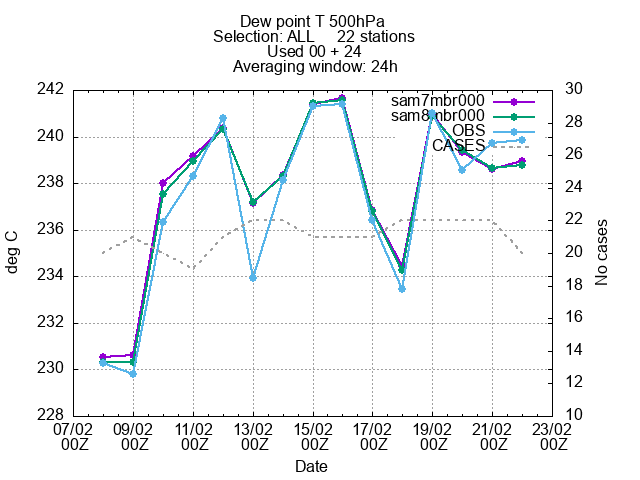 Dew point T 500hPa
Selection: ALL 22 stations
Used 00 + 24
Averaging window: 24h
242
240
238
236
234
232
230
228
deg C
30
28
26
24
22
20
18
16
14
12
10
No cases
sam7mbr000
sam8mbr000
OBS
CASES
07/02 09/02 11/02 13/02 15/02 17/02 19/02 21/02 23/02
00Z 00Z 00Z 00Z 00Z 00Z 00Z 00Z 00Z
Date